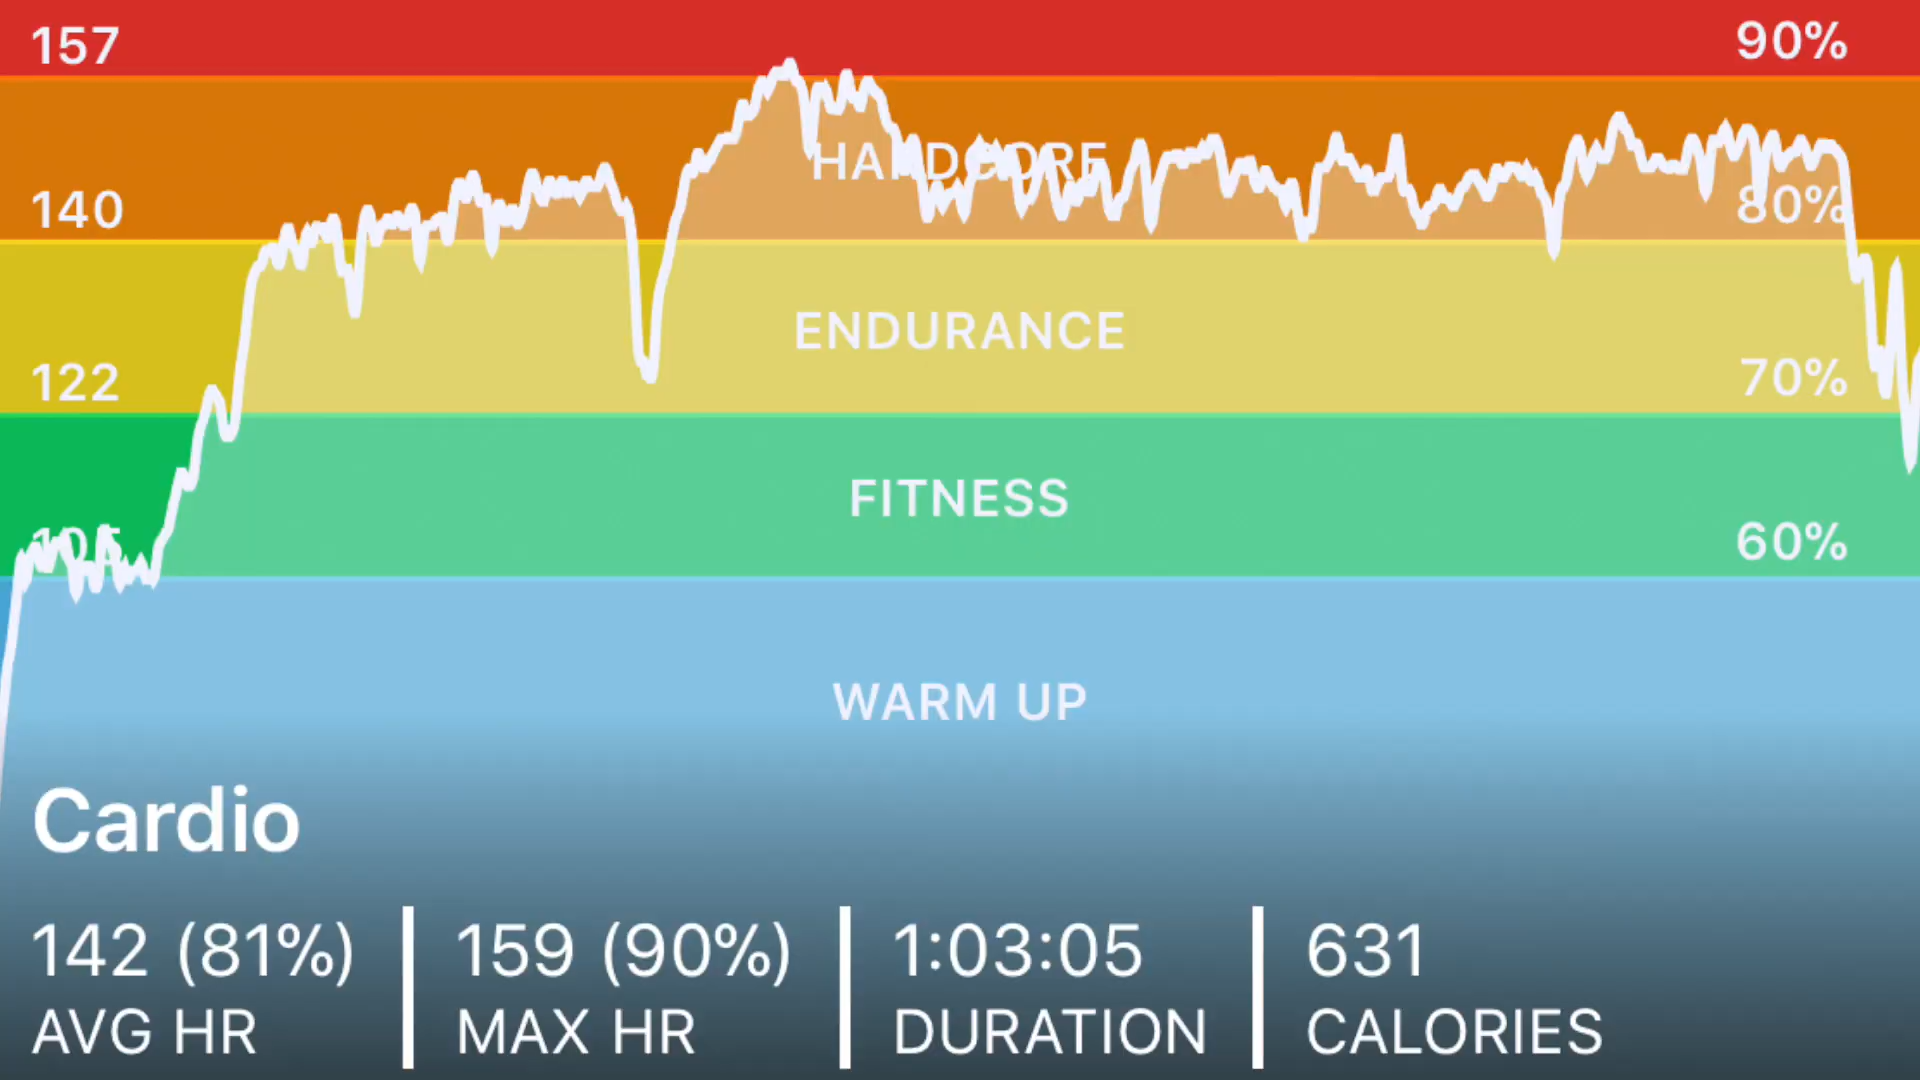 157 90%
HARDCORE
140 80%
ENDURANCE
122 70%
FITNESS
105 60%
WARM UP
Cardio
142 (81%) 159 (90%) 1:03:05 631
AVG HR MAX HR DURATION CALORIES